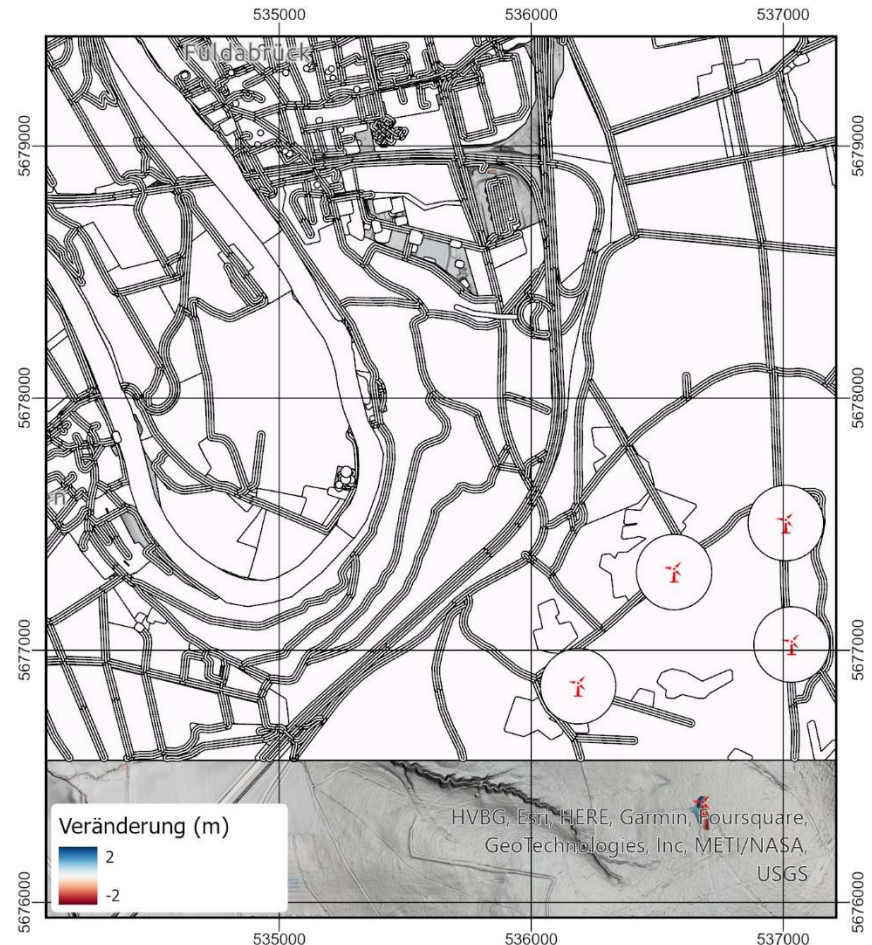 535000 536000 537000
Fuldabrück
5679000 5679000
5678000 5678000
en
5677000 5677000
Veränderung (m)
2
-2
HVBG, Esri, HERE, Garmin, Foursquare,
GeoTechnologies, Inc, METI/NASA,
USGS
5676000 5676000
535000 536000 537000